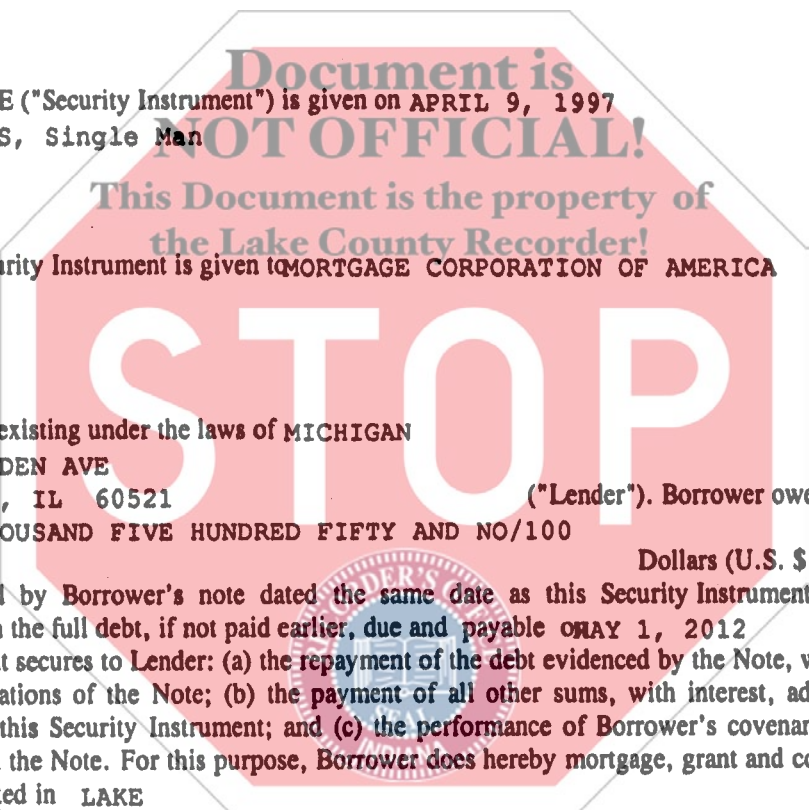 Document is
E ("Security Instrument") is given on APRIL 9, 1997
S, Single Man
NOT OFFICIAL!
This Document is the property of
the Lake County Recorder!
urity Instrument is given to MORTGAGE CORPORATION OF AMERICA
STOP
existing under the laws of MICHIGAN
DEN AVE
, IL 60521 ("Lender"). Borrower owe
OUSAND FIVE HUNDRED FIFTY AND NO/100
Dollars (U.S. $
d by Borrower's note dated the same date as this Security Instrument
n the full debt, if not paid earlier, due and payable on MAY 1, 2012
t secures to Lender: (a) the repayment of the debt evidenced by the Note, w
ations of the Note; (b) the payment of all other sums, with interest, ad
this Security Instrument; and (c) the performance of Borrower's covenan
the Note. For this purpose, Borrower does hereby mortgage, grant and co
ted in LAKE
RECORDER'S
SEAL
INDIANA